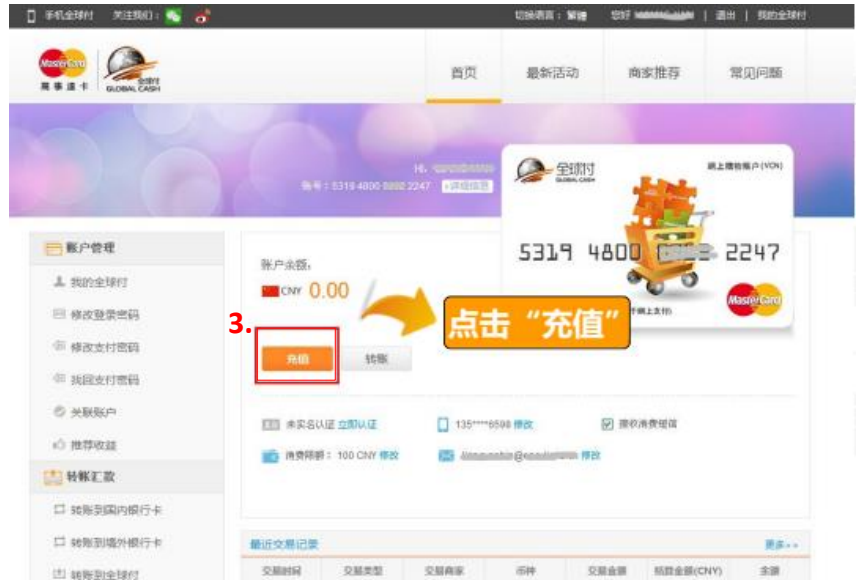 手机全球付 关注我们：
切换语言：繁體 您好 | 退出 | 我的全球付
MasterCard
萬事達卡
全球付
GLOBAL CASH
首页 最新活动 商家推荐 常见问题
Hi,
账号：5319 4800 2247 详细信息
全球付
GLOBAL CASH
網上購物賬戶(VCN)
5319 4800 2247
MasterCard
账户管理
我的全球付
修改登录密码
修改支付密码
找回支付密码
关联账户
推荐收益
转账汇款
转账到国内银行卡
转账到境外银行卡
转账到全球付
账户余额：
CNY 0.00
3.
点击“充值”
充值 转账
未实名认证 立即认证
135****6598 修改
接收消费短信
消费限额：100 CNY 修改
修改
最近交易记录 更多
交易时间 交易类型 交易商家 币种 交易金额 结算金额(CNY) 余额